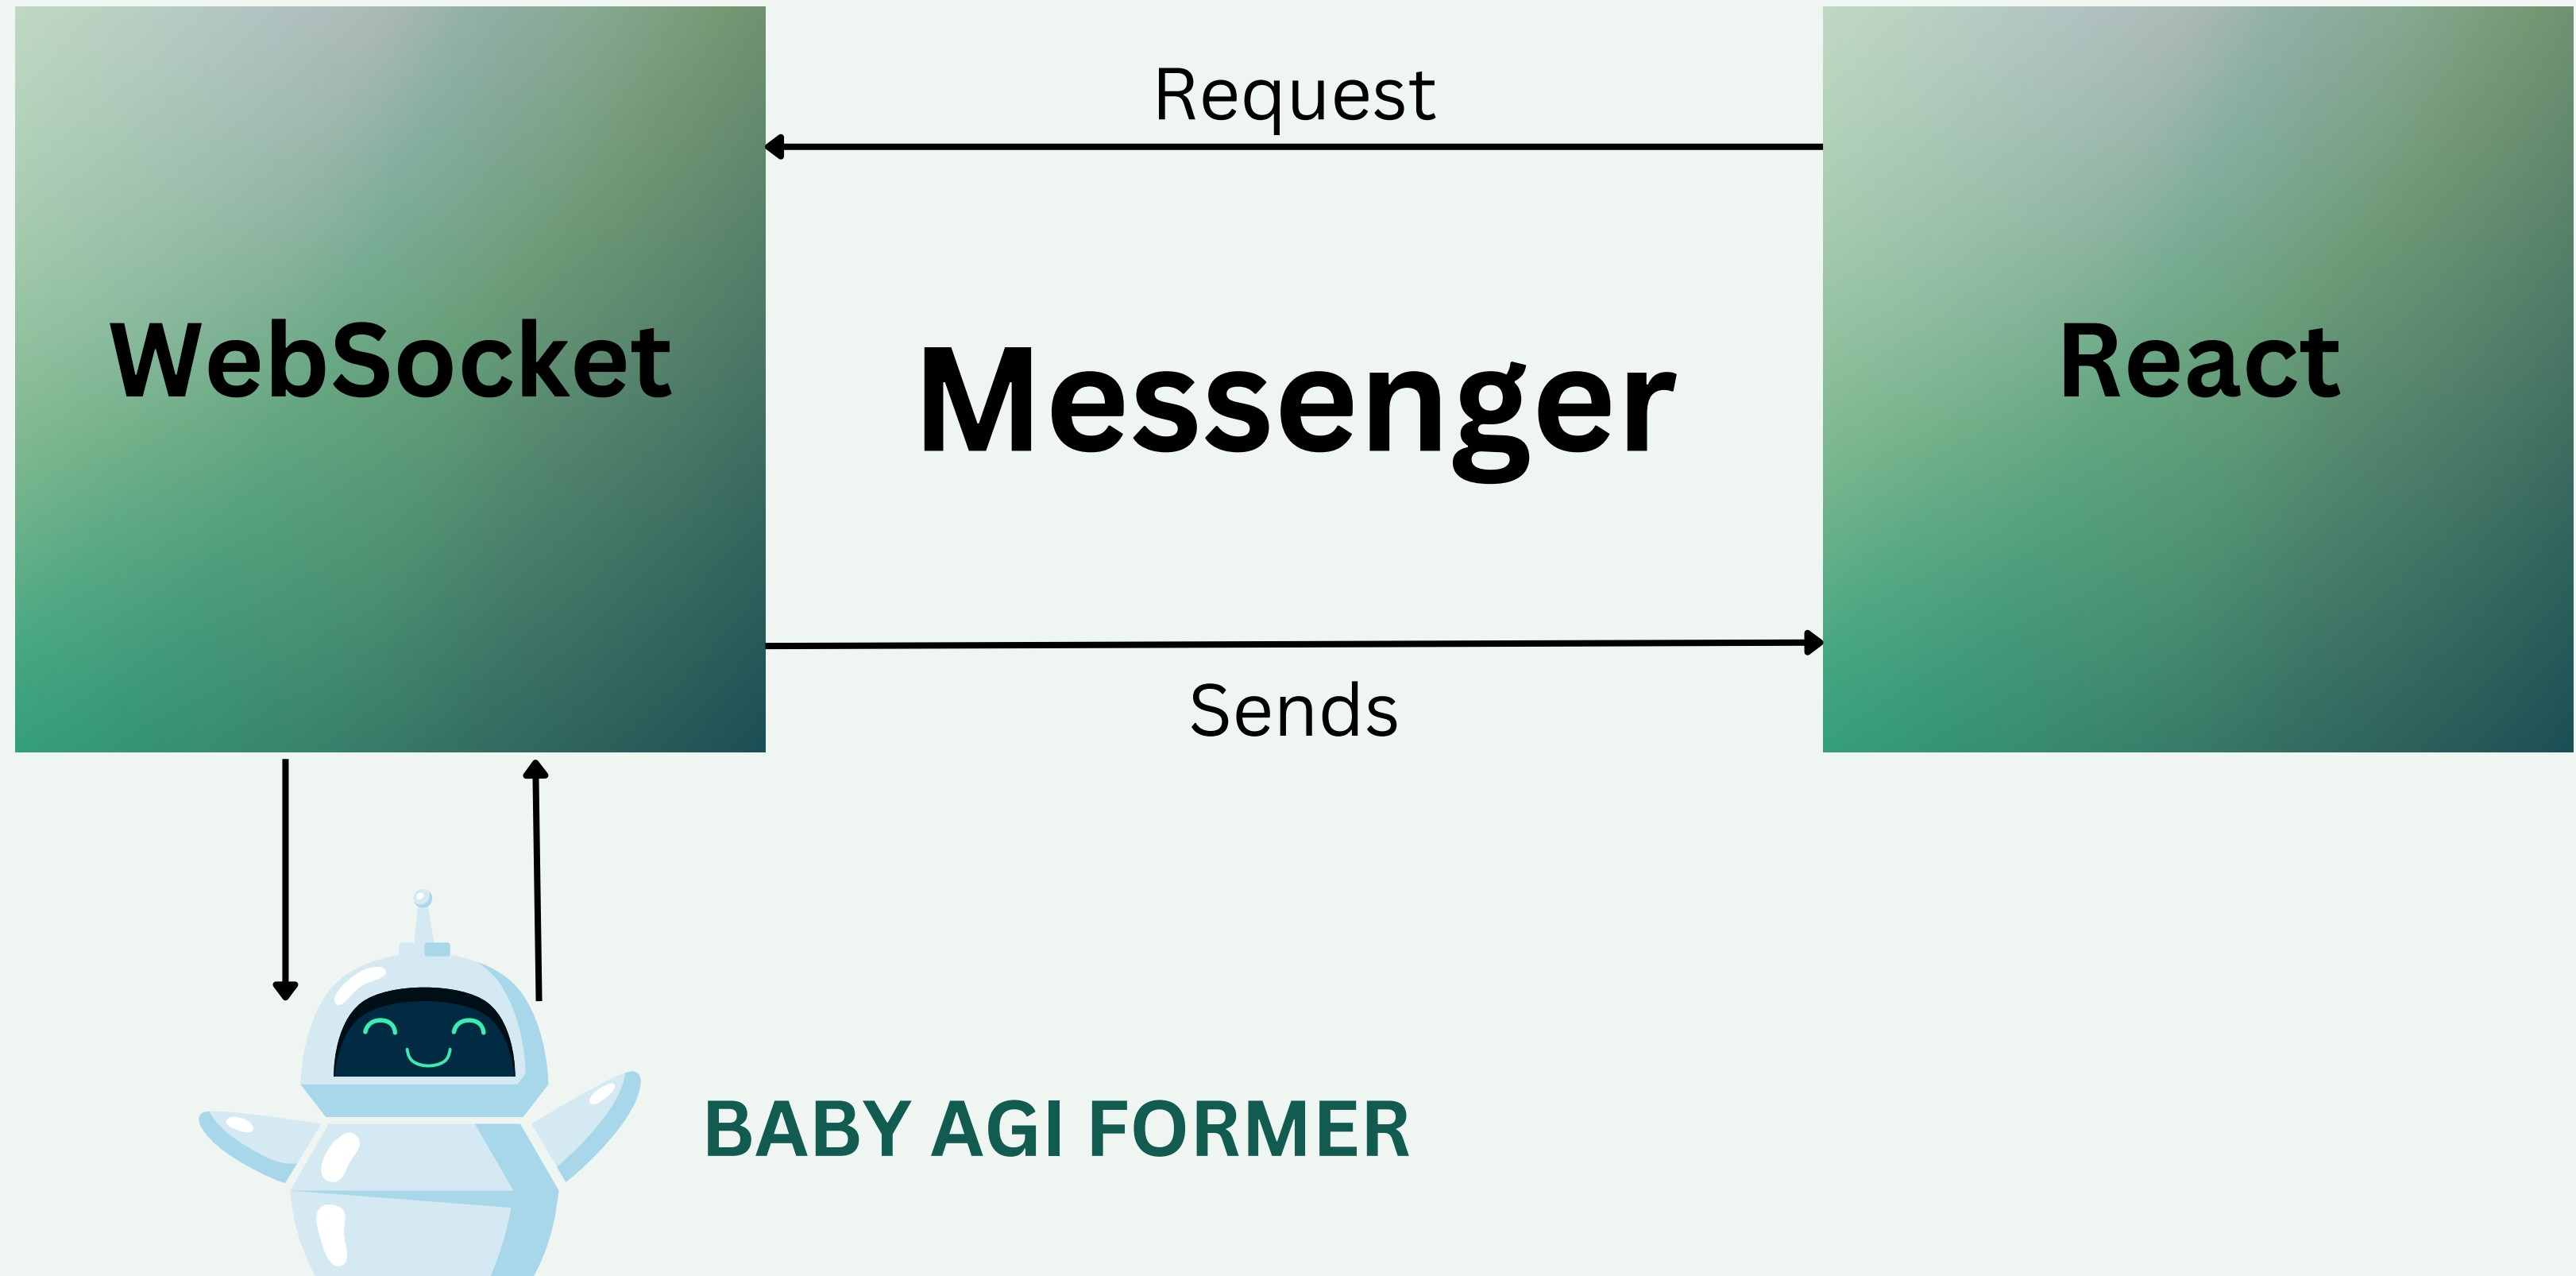 Request
WebSocket
Messenger
React
Sends
BABY AGI FORMER